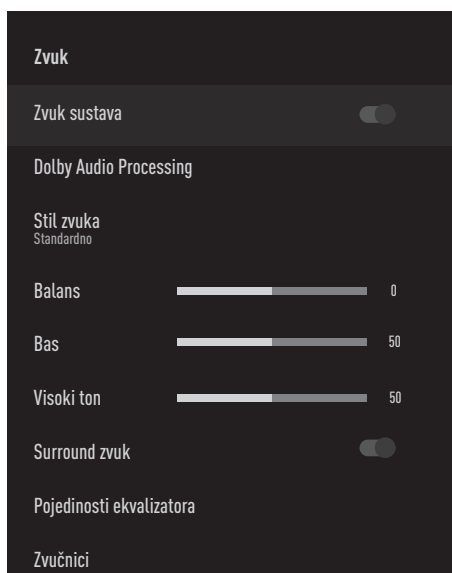 Zvuk
Zvuk sustava
Dolby Audio Processing
Stil zvuka
Standardno
Balans 0
Bas 50
Visoki ton 50
Surround zvuk
Pojedinosti ekvalizatora
Zvučnici